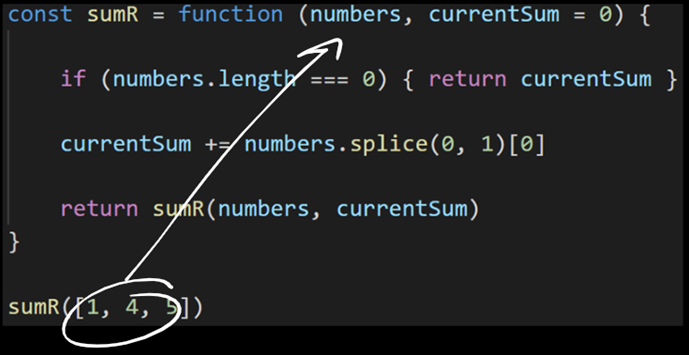 const sumR = function (numbers, currentSum = 0) {
if (numbers.length === 0) { return currentSum }
currentSum += numbers.splice(0, 1)[0]
return sumR(numbers, currentSum)
}
sumR([1, 4, 5])